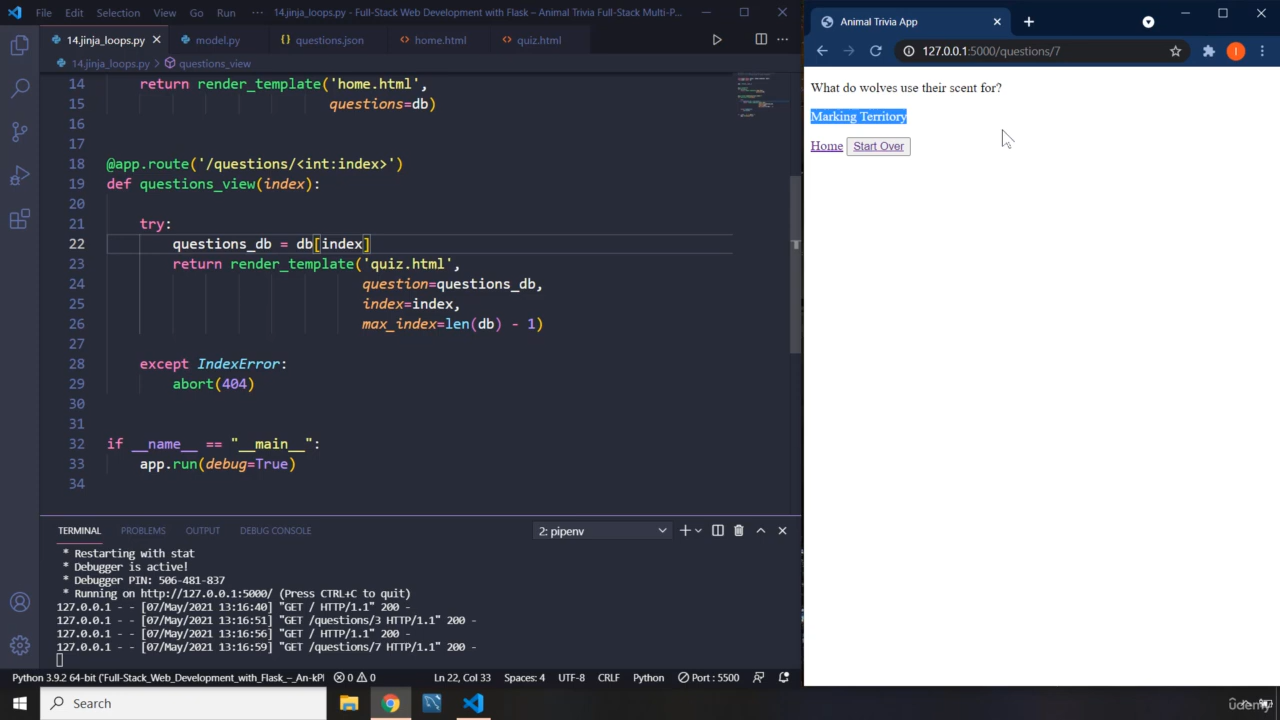 File Edit Selection View Go Run ··· 14.jinja_loops.py - Full-Stack Web Development with Flask – Animal Trivia Full-Stack Multi-P...
14.jinja_loops.py model.py {} questions.json <> home.html <> quiz.html
14.jinja_loops.py > questions_view
14 return render_template('home.html',
15 questions=db)
16
17
18 @app.route('/questions/<int:index>')
19 def questions_view(index):
20
21 try:
22 questions_db = db[index]
23 return render_template('quiz.html',
24 question=questions_db,
25 index=index,
26 max_index=len(db) - 1)
27
28 except IndexError:
29 abort(404)
30
31
32 if __name__ == "__main__":
33 app.run(debug=True)
34
TERMINAL PROBLEMS OUTPUT DEBUG CONSOLE 2: pipenv
* Restarting with stat
* Debugger is active!
* Debugger PIN: 506-481-837
* Running on http://127.0.0.1:5000/ (Press CTRL+C to quit)
127.0.0.1 - - [07/May/2021 13:16:40] "GET / HTTP/1.1" 200 -
127.0.0.1 - - [07/May/2021 13:16:51] "GET /questions/3 HTTP/1.1" 200 -
127.0.0.1 - - [07/May/2021 13:16:56] "GET / HTTP/1.1" 200 -
127.0.0.1 - - [07/May/2021 13:16:59] "GET /questions/7 HTTP/1.1" 200 -
Python 3.9.2 64-bit ('Full-Stack_Web_Development_with_Flask_–_An-kP 0 0 Ln 22, Col 33 Spaces: 4 UTF-8 CRLF Python Port : 5500
Animal Trivia App
127.0.0.1:5000/questions/7
I
What do wolves use their scent for?
Marking Territory
Home Start Over
Search
udemy